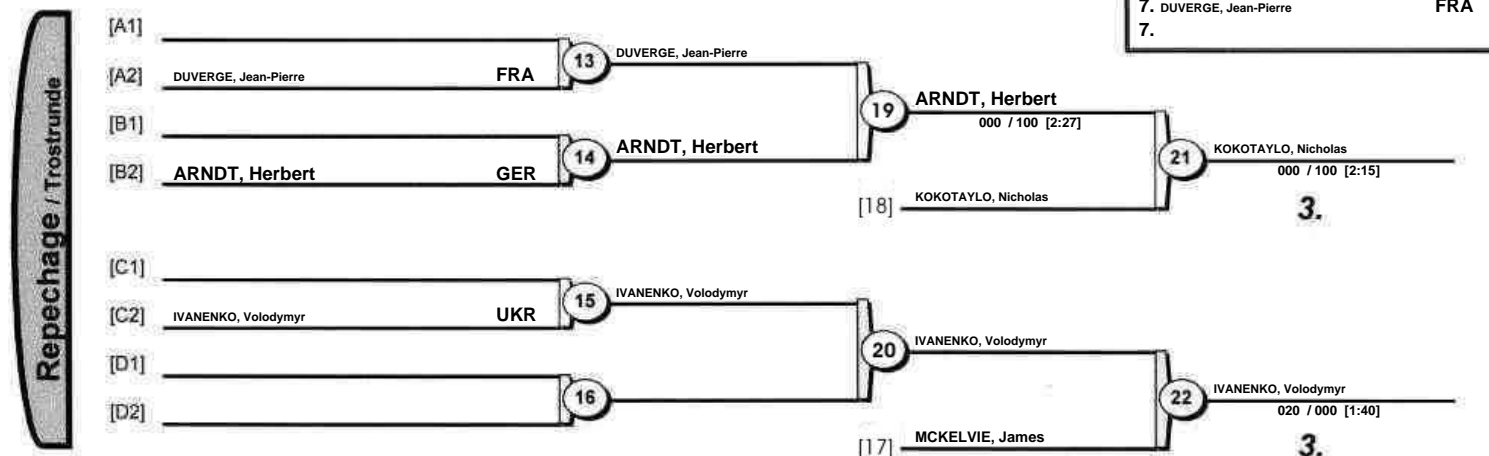 7. DUVERGE, Jean-Pierre FRA
7.
Repechage / Trostrunde
[A1]
[A2] DUVERGE, Jean-Pierre FRA
13 DUVERGE, Jean-Pierre
[B1]
[B2] ARNDT, Herbert GER
14 ARNDT, Herbert
19 ARNDT, Herbert
000 / 100 [2:27]
[18] KOKOTAYLO, Nicholas
21 KOKOTAYLO, Nicholas
000 / 100 [2:15]
3.
[C1]
[C2] IVANENKO, Volodymyr UKR
15 IVANENKO, Volodymyr
[D1]
[D2]
16
20 IVANENKO, Volodymyr
[17] MCKELVIE, James
22 IVANENKO, Volodymyr
020 / 000 [1:40]
3.